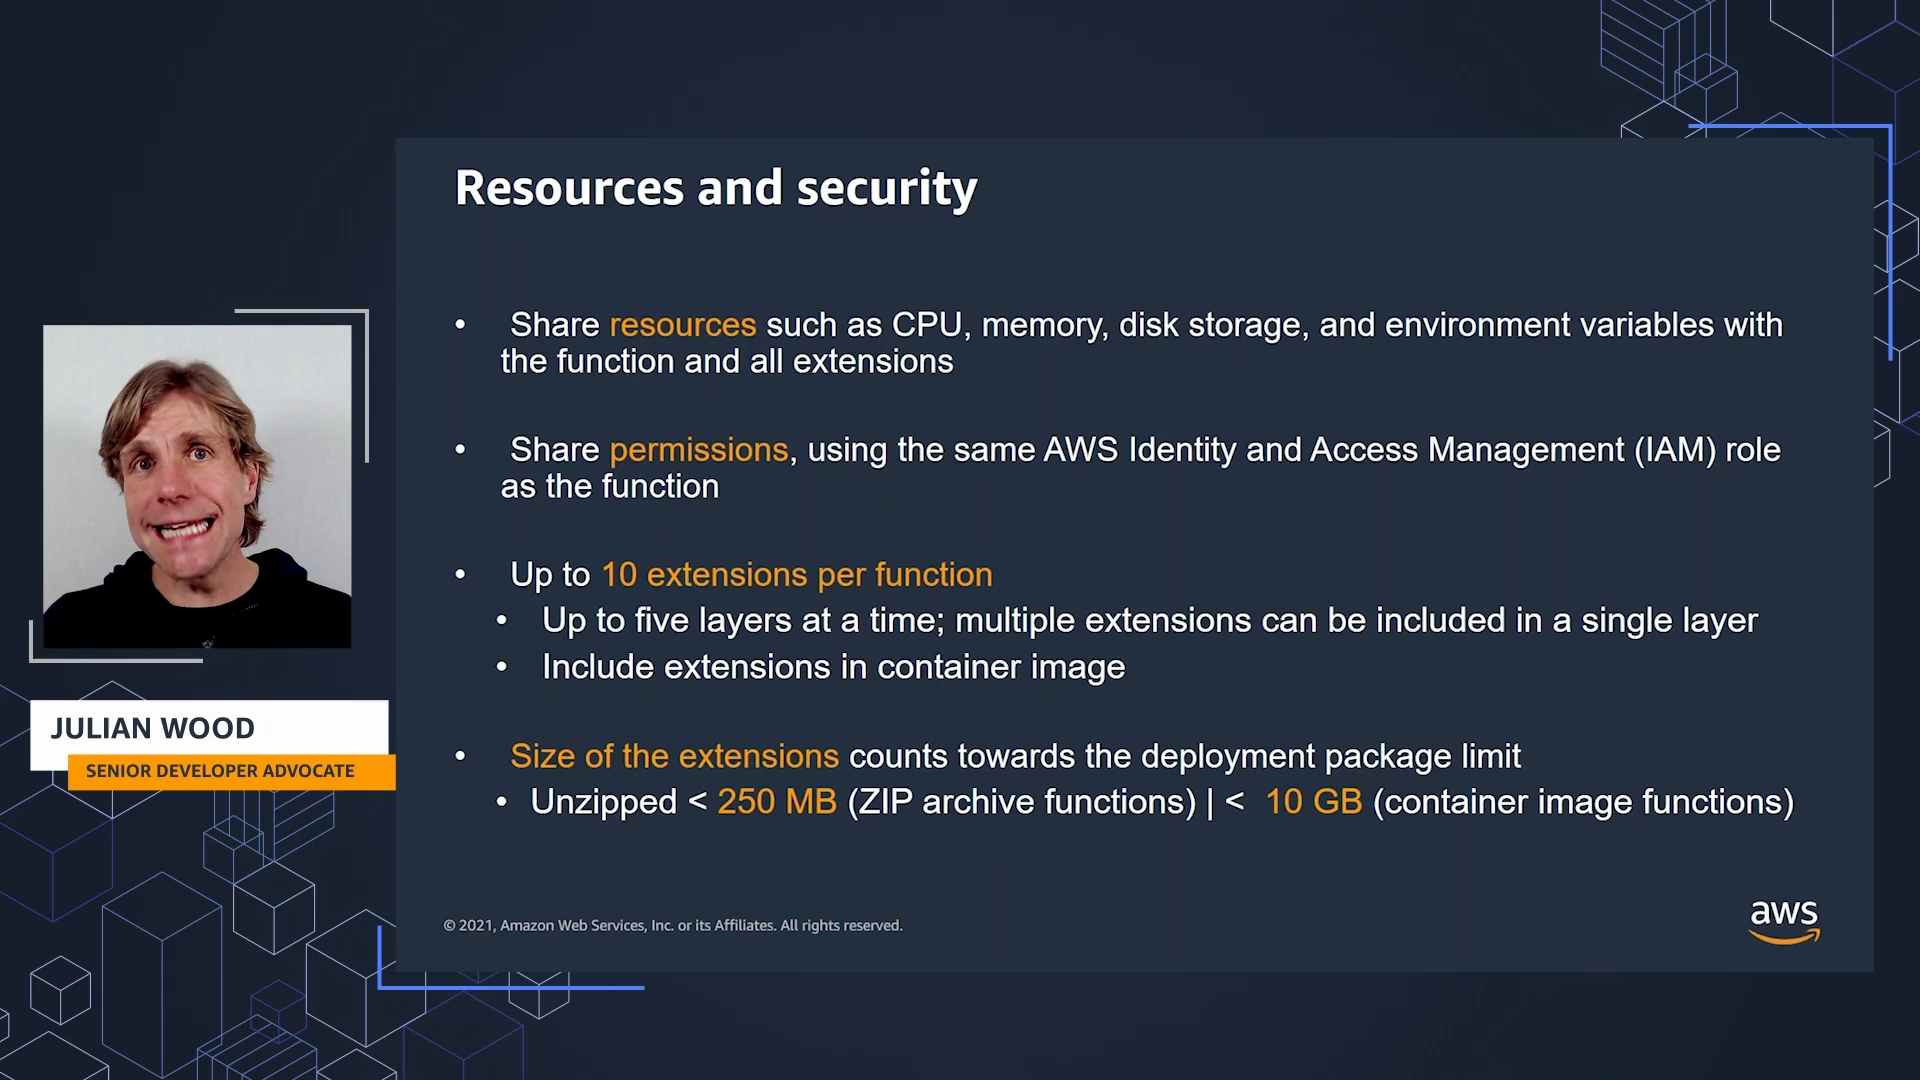 Resources and security
• Share resources such as CPU, memory, disk storage, and environment variables with
the function and all extensions
• Share permissions, using the same AWS Identity and Access Management (IAM) role
as the function
• Up to 10 extensions per function
• Up to five layers at a time; multiple extensions can be included in a single layer
• Include extensions in container image
• Size of the extensions counts towards the deployment package limit
• Unzipped < 250 MB (ZIP archive functions) | < 10 GB (container image functions)
© 2021, Amazon Web Services, Inc. or its Affiliates. All rights reserved.
aws
JULIAN WOOD
SENIOR DEVELOPER ADVOCATE